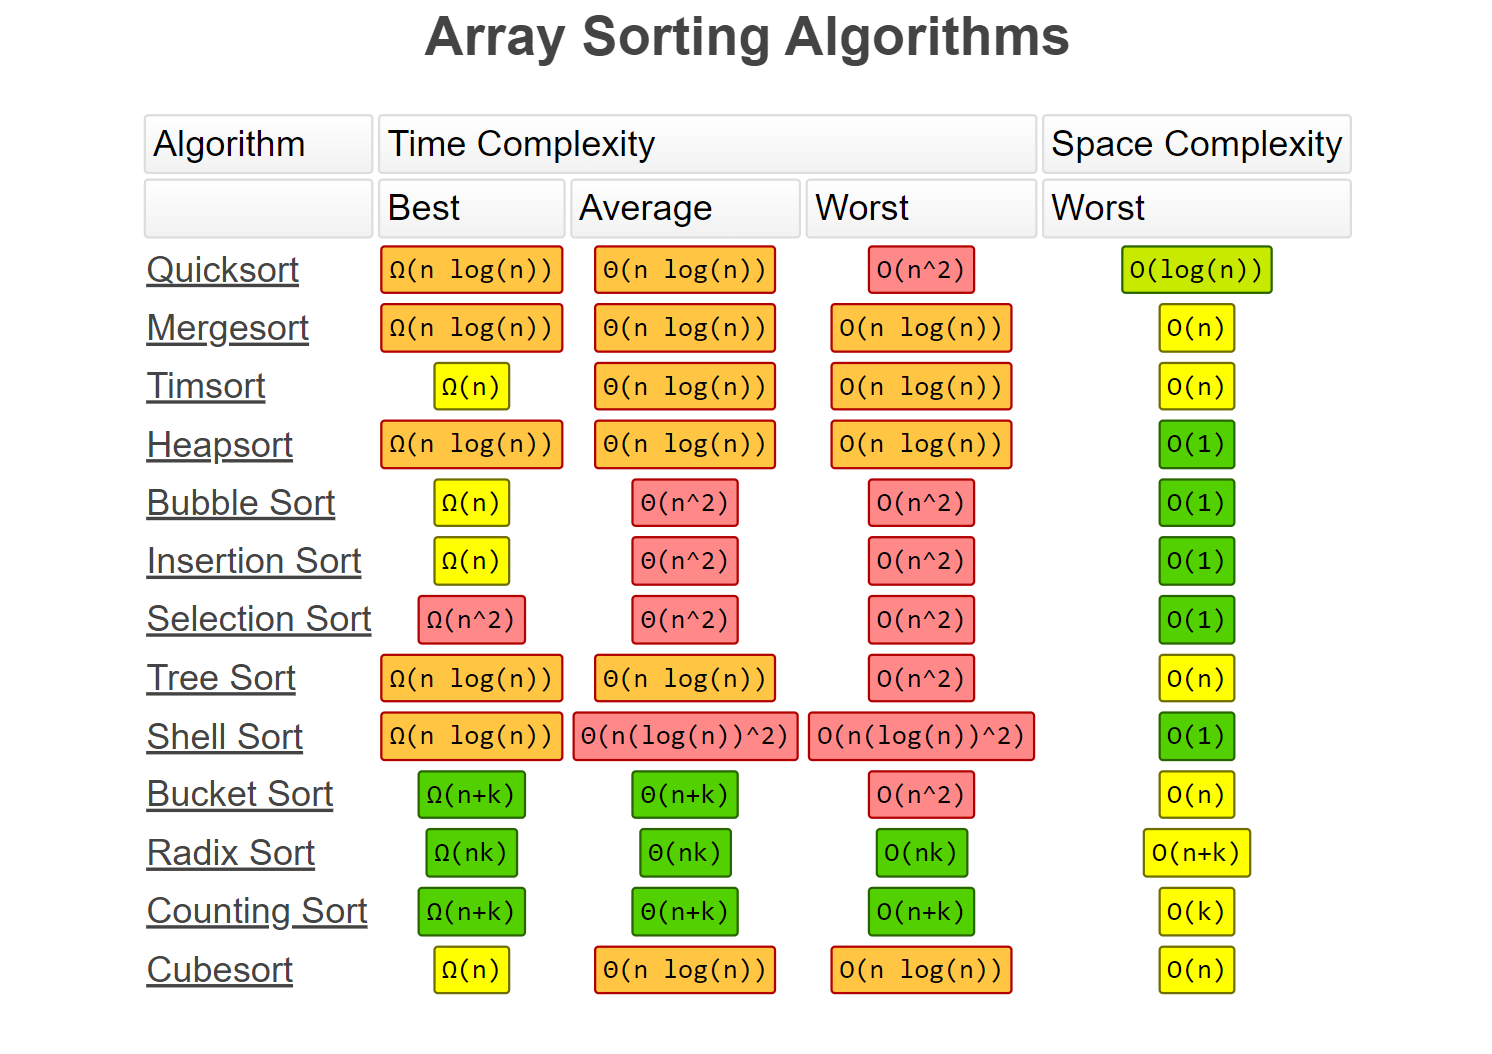 Array Sorting Algorithms
Algorithm Time Complexity Space Complexity
Best Average Worst Worst
Quicksort Ω(n log(n)) Θ(n log(n)) O(n^2) O(log(n))
Mergesort Ω(n log(n)) Θ(n log(n)) O(n log(n)) O(n)
Timsort Ω(n) Θ(n log(n)) O(n log(n)) O(n)
Heapsort Ω(n log(n)) Θ(n log(n)) O(n log(n)) O(1)
Bubble Sort Ω(n) Θ(n^2) O(n^2) O(1)
Insertion Sort Ω(n) Θ(n^2) O(n^2) O(1)
Selection Sort Ω(n^2) Θ(n^2) O(n^2) O(1)
Tree Sort Ω(n log(n)) Θ(n log(n)) O(n^2) O(n)
Shell Sort Ω(n log(n)) Θ(n(log(n))^2) O(n(log(n))^2) O(1)
Bucket Sort Ω(n+k) Θ(n+k) O(n^2) O(n)
Radix Sort Ω(nk) Θ(nk) O(nk) O(n+k)
Counting Sort Ω(n+k) Θ(n+k) O(n+k) O(k)
Cubesort Ω(n) Θ(n log(n)) O(n log(n)) O(n)